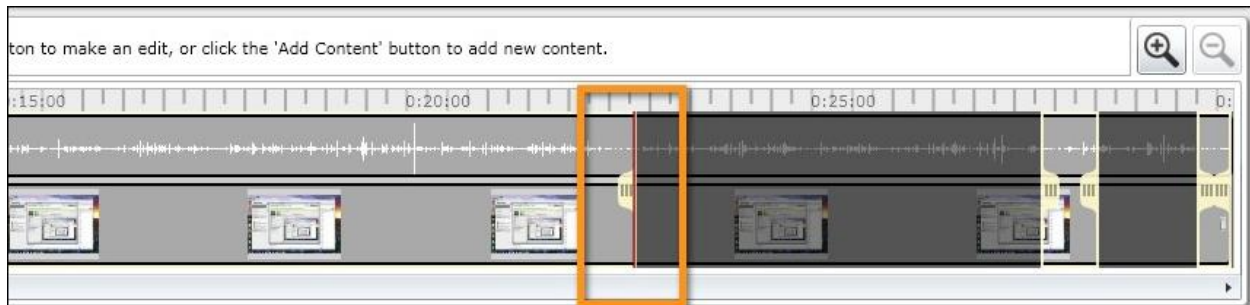 ton to make an edit, or click the 'Add Content' button to add new content.
:15:00 0:20:00 0:25:00 0: